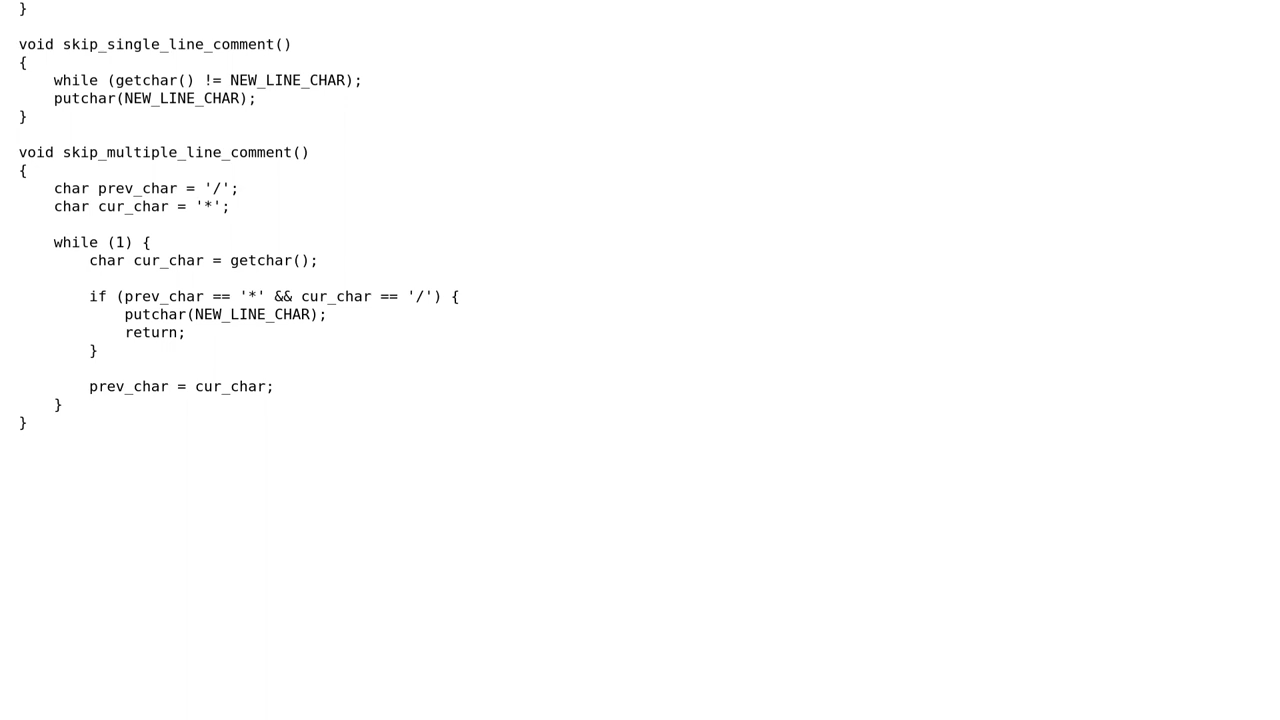 }

void skip_single_line_comment()
{
    while (getchar() != NEW_LINE_CHAR);
    putchar(NEW_LINE_CHAR);
}

void skip_multiple_line_comment()
{
    char prev_char = '/';
    char cur_char = '*';

    while (1) {
        char cur_char = getchar();

        if (prev_char == '*' && cur_char == '/') {
            putchar(NEW_LINE_CHAR);
            return;
        }

        prev_char = cur_char;
    }
}